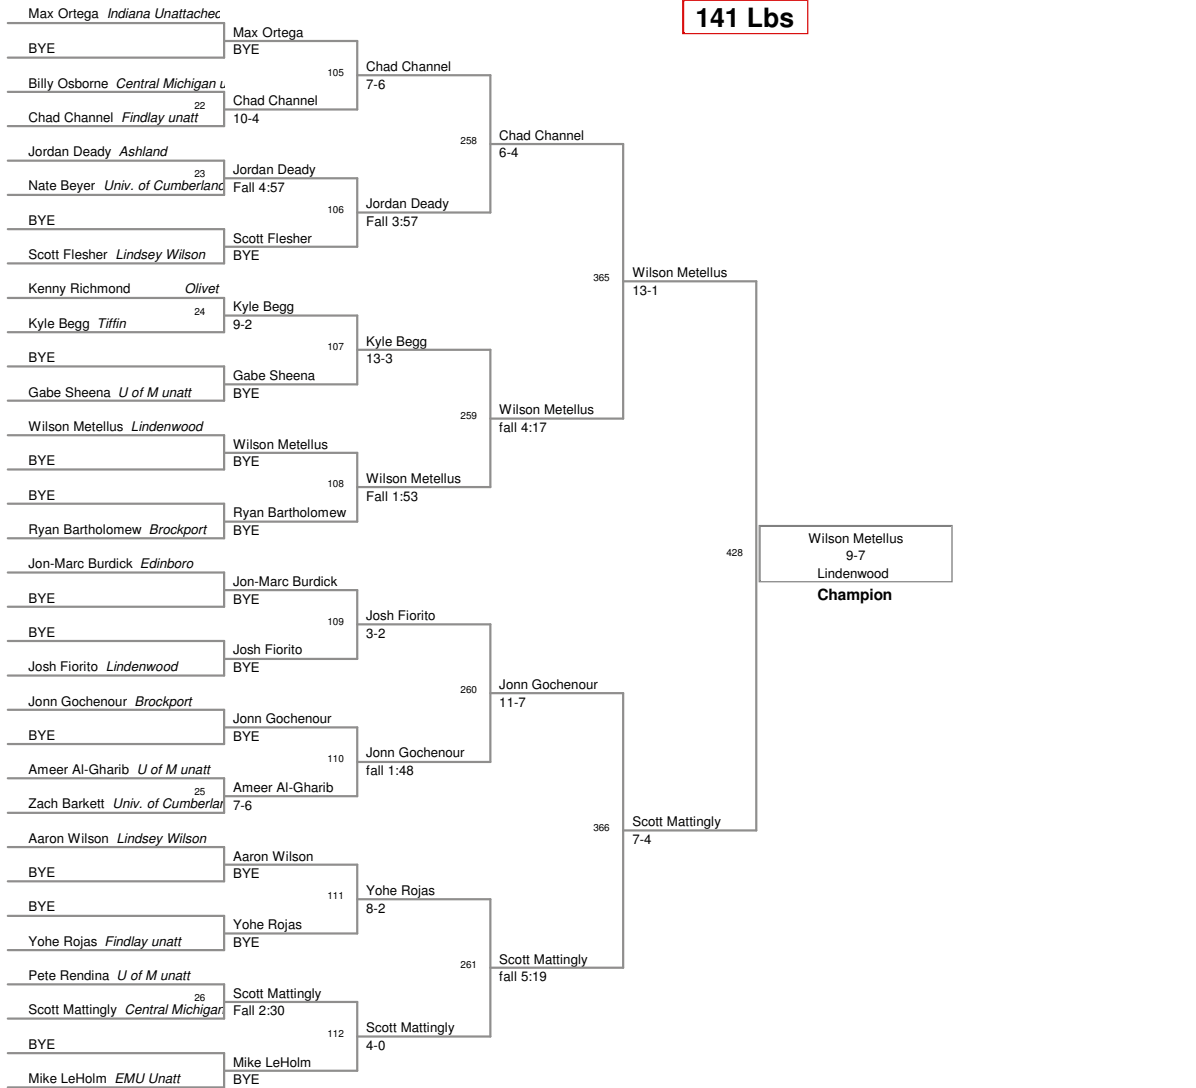 141 Lbs
Max Ortega Indiana Unattached
BYE
Max Ortega
BYE
105
Billy Osborne Central Michigan u
22
Chad Channel Findlay unatt
Chad Channel
10-4
Chad Channel
7-6
Jordan Deady Ashland
23
Nate Beyer Univ. of Cumberland
Jordan Deady
Fall 4:57
106
BYE
Scott Flesher Lindsey Wilson
Scott Flesher
BYE
Jordan Deady
Fall 3:57
258
Chad Channel
6-4
Kenny Richmond Olivet
24
Kyle Begg Tiffin
Kyle Begg
9-2
107
BYE
Gabe Sheena U of M unatt
Gabe Sheena
BYE
Kyle Begg
13-3
Wilson Metellus Lindenwood
BYE
Wilson Metellus
BYE
108
BYE
Ryan Bartholomew Brockport
Ryan Bartholomew
BYE
Wilson Metellus
Fall 1:53
259
Wilson Metellus
fall 4:17
365
Wilson Metellus
13-1
Jon-Marc Burdick Edinboro
BYE
Jon-Marc Burdick
BYE
109
BYE
Josh Fiorito Lindenwood
Josh Fiorito
BYE
Josh Fiorito
3-2
Jonn Gochenour Brockport
BYE
Jonn Gochenour
BYE
110
Ameer Al-Gharib U of M unatt
25
Zach Barkett Univ. of Cumberlan
Ameer Al-Gharib
7-6
Jonn Gochenour
fall 1:48
260
Jonn Gochenour
11-7
Aaron Wilson Lindsey Wilson
BYE
Aaron Wilson
BYE
111
BYE
Yohe Rojas Findlay unatt
Yohe Rojas
BYE
Yohe Rojas
8-2
Pete Rendina U of M unatt
26
Scott Mattingly Central Michigan
Scott Mattingly
Fall 2:30
112
BYE
Mike LeHolm EMU Unatt
Mike LeHolm
BYE
Scott Mattingly
4-0
261
Scott Mattingly
fall 5:19
366
Scott Mattingly
7-4
428
Wilson Metellus
9-7
Lindenwood
Champion